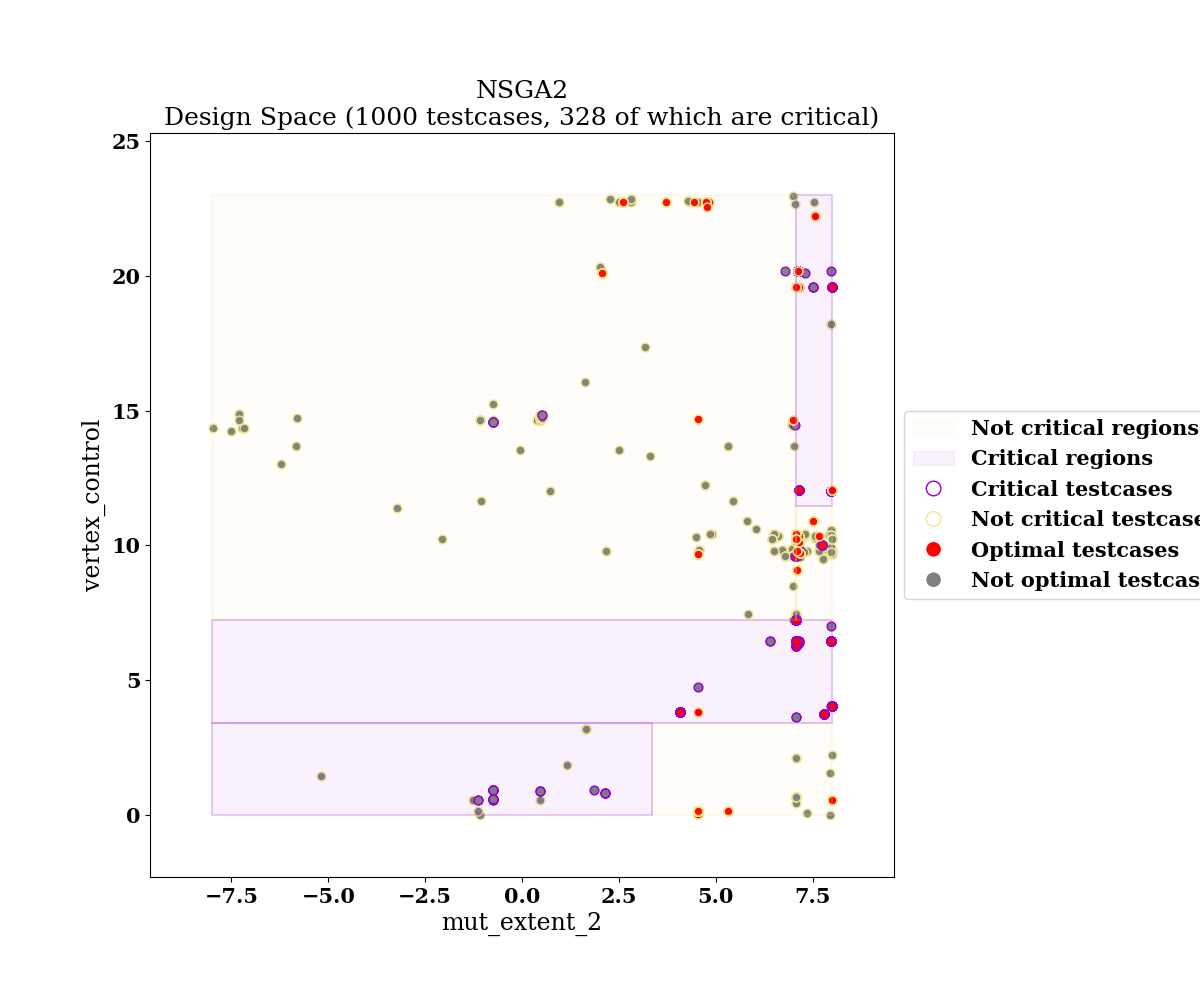 NSGA2
Design Space (1000 testcases, 328 of which are critical)
25
20
15
10
5
0
vertex_control
−7.5 −5.0 −2.5 0.0 2.5 5.0 7.5
mut_extent_2
Not critical regions
Critical regions
Critical testcases
Not critical testcase
Optimal testcases
Not optimal testcas